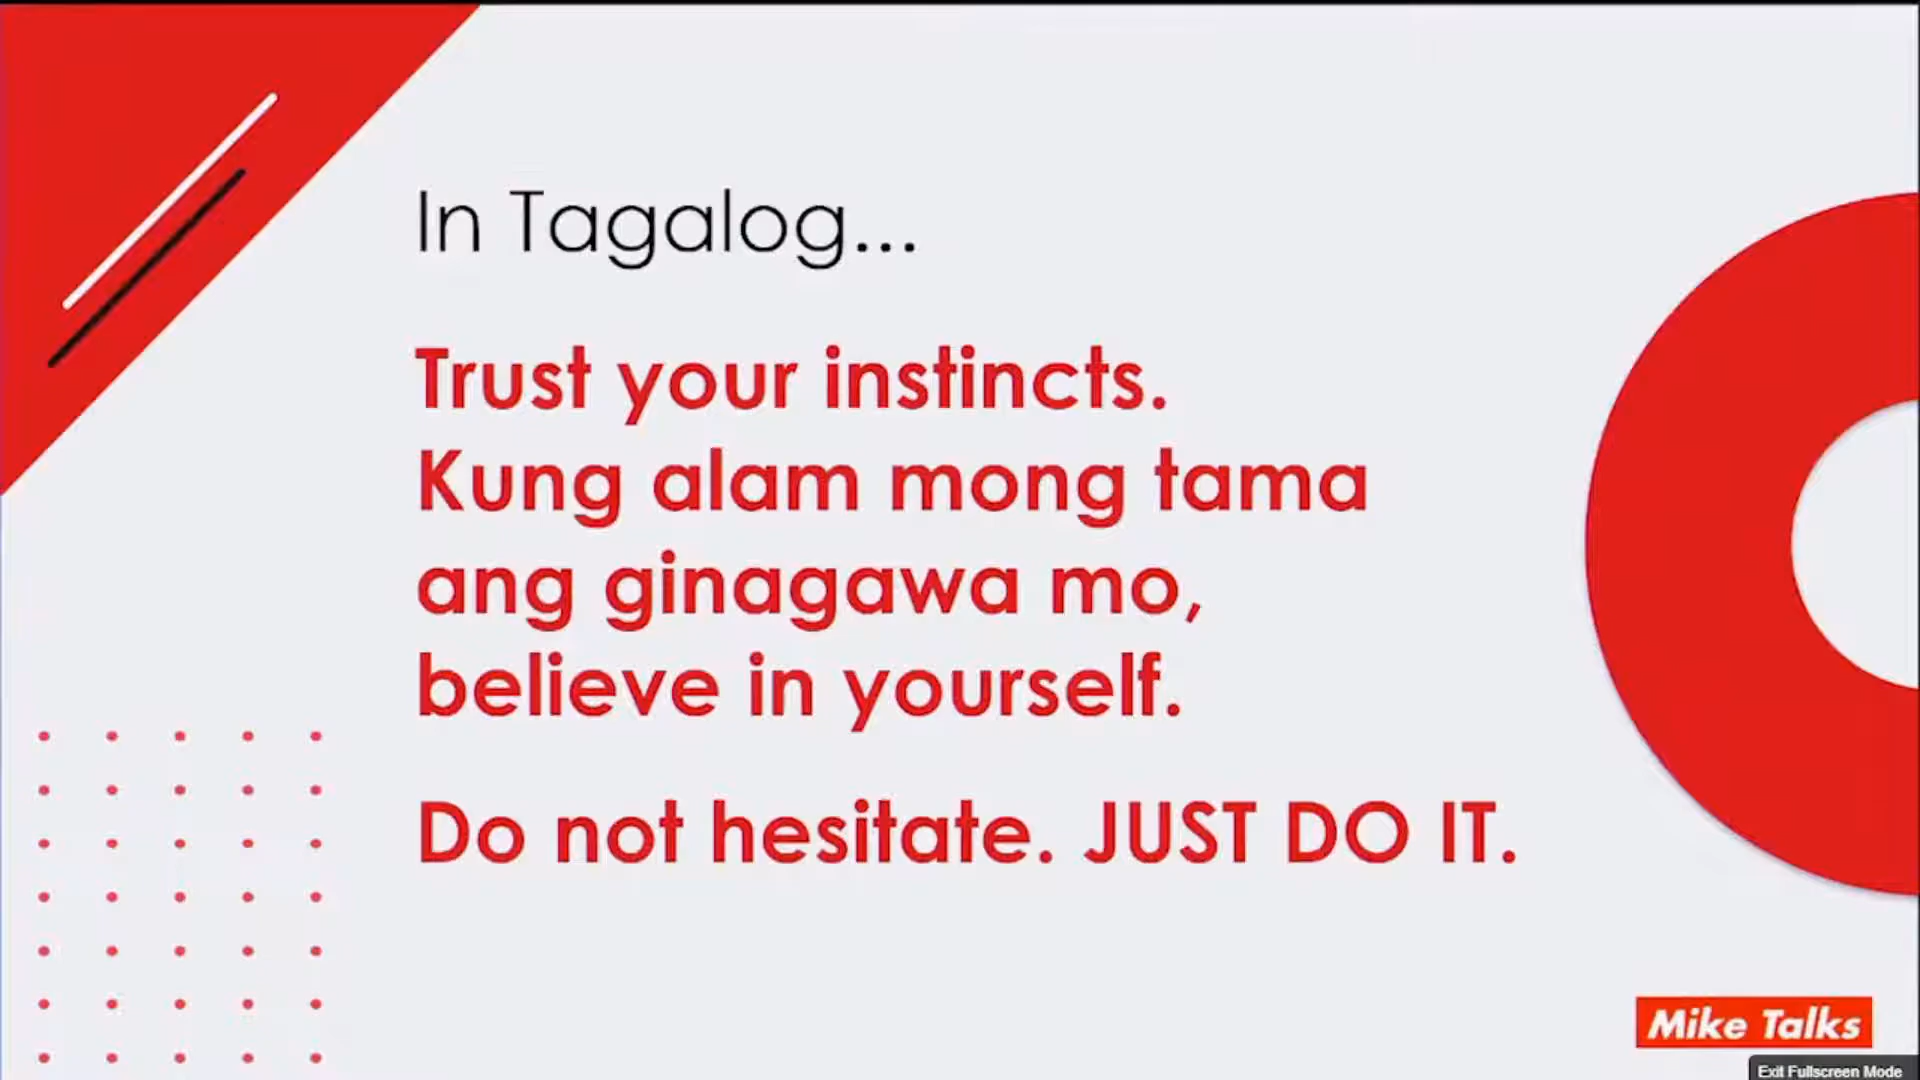 In Tagalog...
Trust your instincts.
Kung alam mong tama
ang ginagawa mo,
believe in yourself.
Do not hesitate. JUST DO IT.
Mike Talks
Exit Fullscreen Mode